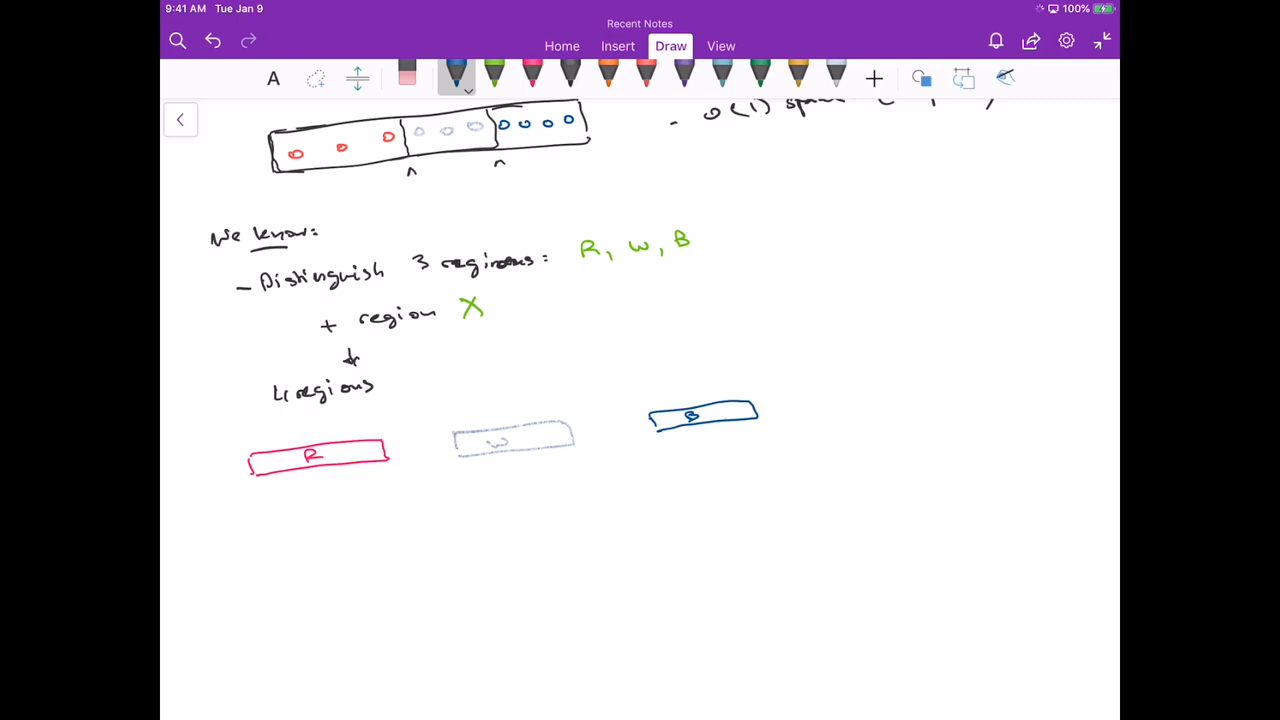 9:41 AM Tue Jan 9
100%
Recent Notes
Home Insert Draw View
A
- O(1) space
^ ^
We know:
- Distinguish 3 regions: R, W, B
+ region X
4 regions
R
W
B